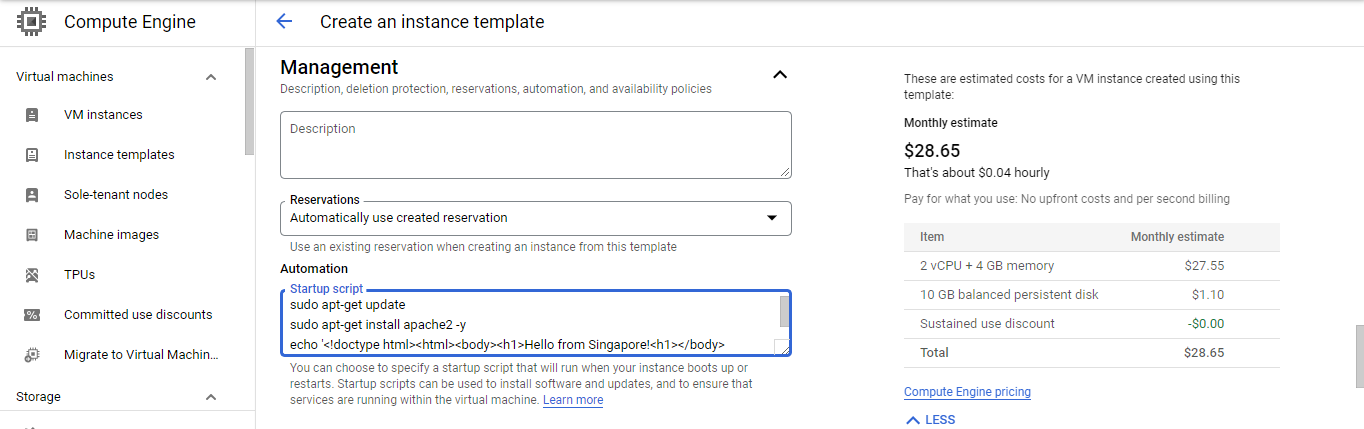 Compute Engine
Create an instance template
Virtual machines
VM instances
Instance templates
Sole-tenant nodes
Machine images
TPUs
Committed use discounts
Migrate to Virtual Machin...
Storage
Management
Description, deletion protection, reservations, automation, and availability policies
Description
Reservations
Automatically use created reservation
Use an existing reservation when creating an instance from this template
Automation
Startup script
sudo apt-get update
sudo apt-get install apache2 -y
echo '<!doctype html><html><body><h1>Hello from Singapore!<h1></body>
You can choose to specify a startup script that will run when your instance boots up or
restarts. Startup scripts can be used to install software and updates, and to ensure that
services are running within the virtual machine. Learn more
These are estimated costs for a VM instance created using this
template:
Monthly estimate
$28.65
That's about $0.04 hourly
Pay for what you use: No upfront costs and per second billing
Item Monthly estimate
2 vCPU + 4 GB memory $27.55
10 GB balanced persistent disk $1.10
Sustained use discount -$0.00
Total $28.65
Compute Engine pricing
LESS